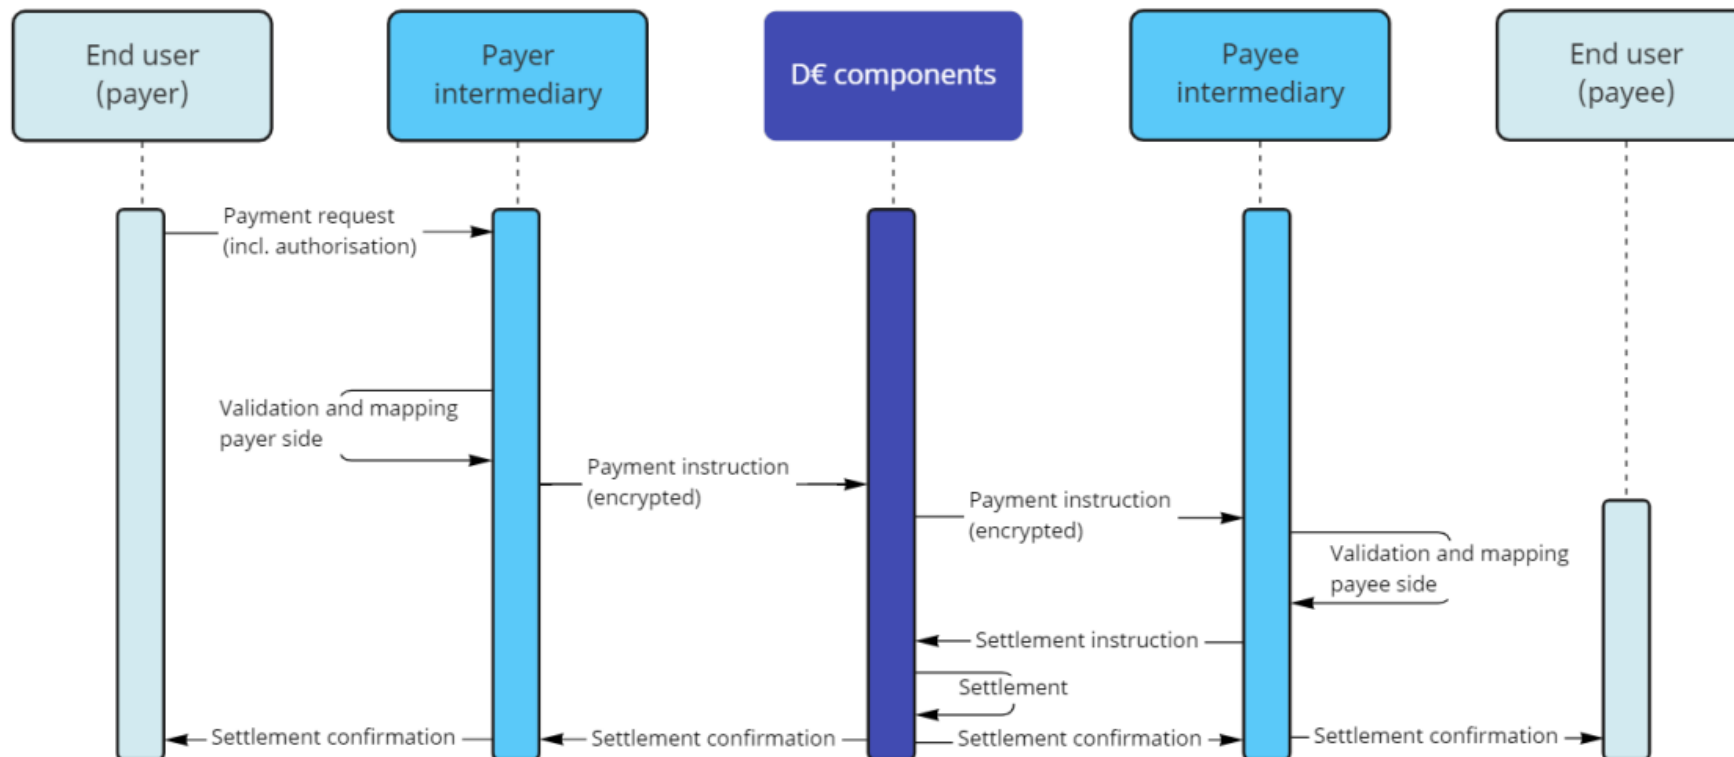 End user
(payer)
Payer
intermediary
D€ components
Payee
intermediary
End user
(payee)
Payment request
(incl. authorisation)
Validation and mapping
payer side
Payment instruction
(encrypted)
Payment instruction
(encrypted)
Validation and mapping
payee side
Settlement instruction
Settlement
Settlement confirmation
Settlement confirmation
Settlement confirmation
Settlement confirmation